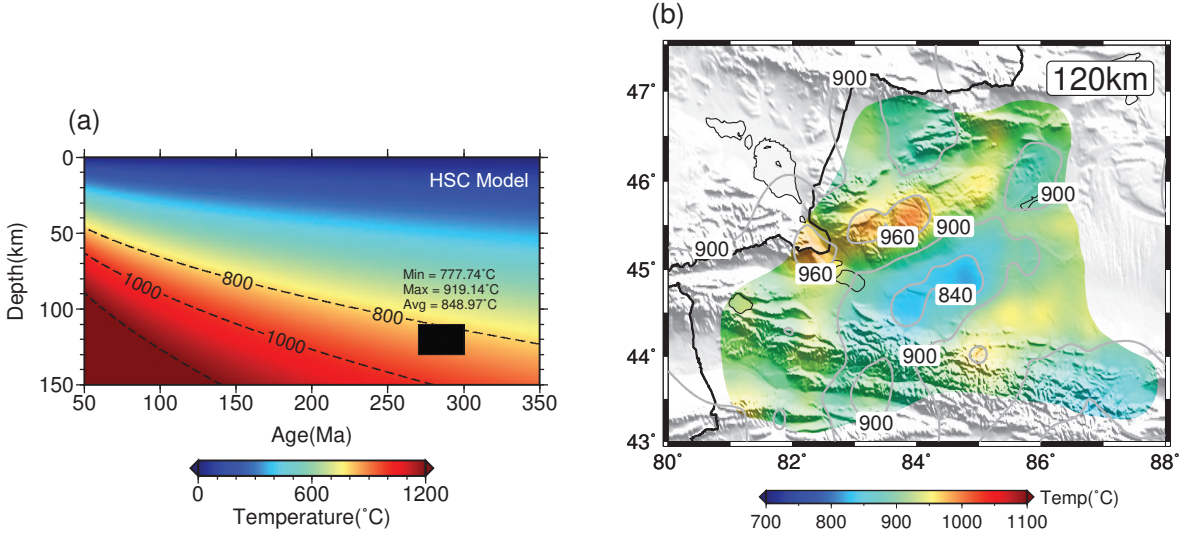 (a)
HSC Model
0
50
100
150
Depth(km)
800
1000
800
1000
Min = 777.74˚C
Max = 919.14˚C
Avg = 848.97˚C
50 100 150 200 250 300 350
Age(Ma)
0 600 1200
Temperature(˚C)
(b)
120km
47˚
46˚
45˚
44˚
43˚
900
900
960
900
900
960
840
900
900
80˚ 82˚ 84˚ 86˚ 88˚
700 800 900 1000 1100
Temp(˚C)